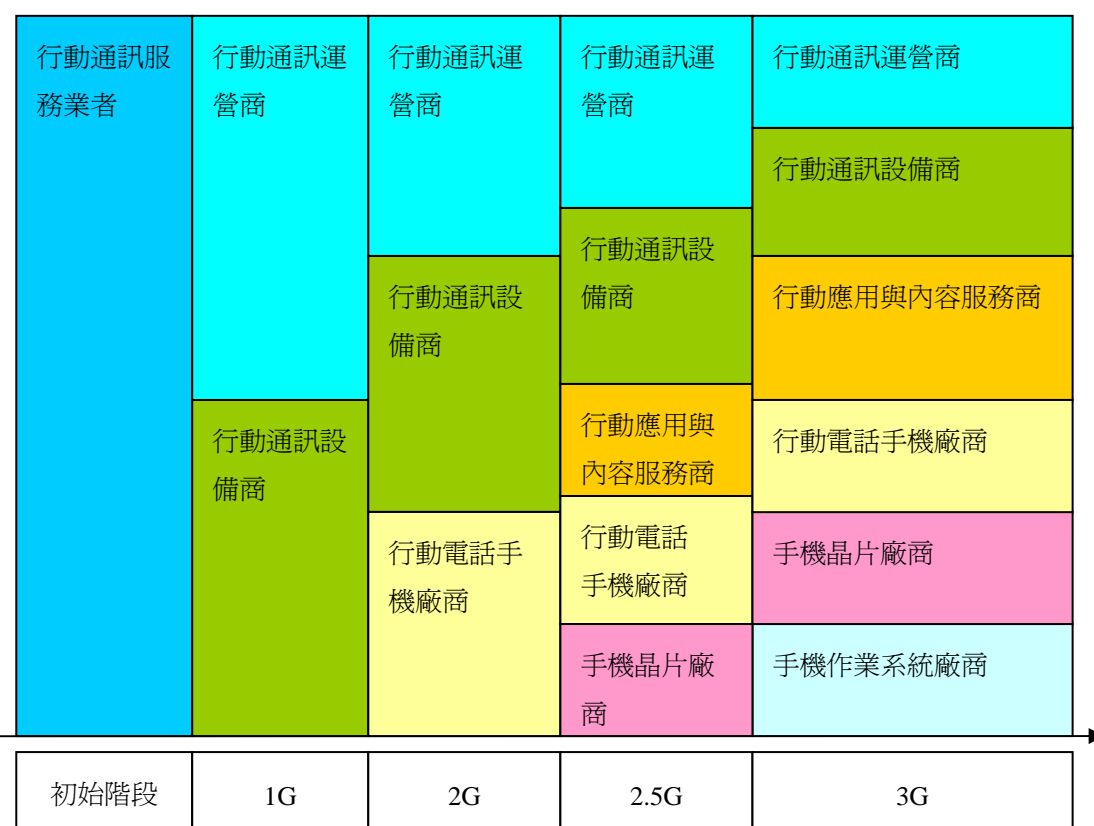 行動通訊服
務業者
行動通訊運
營商
行動通訊設
備商
行動通訊運
營商
行動通訊設
備商
行動電話手
機廠商
行動通訊運
營商
行動通訊設
備商
行動應用與
內容服務商
行動電話
手機廠商
手機晶片廠
商
行動通訊運營商
行動通訊設備商
行動應用與內容服務商
行動電話手機廠商
手機晶片廠商
手機作業系統廠商
初始階段
1G
2G
2.5G
3G